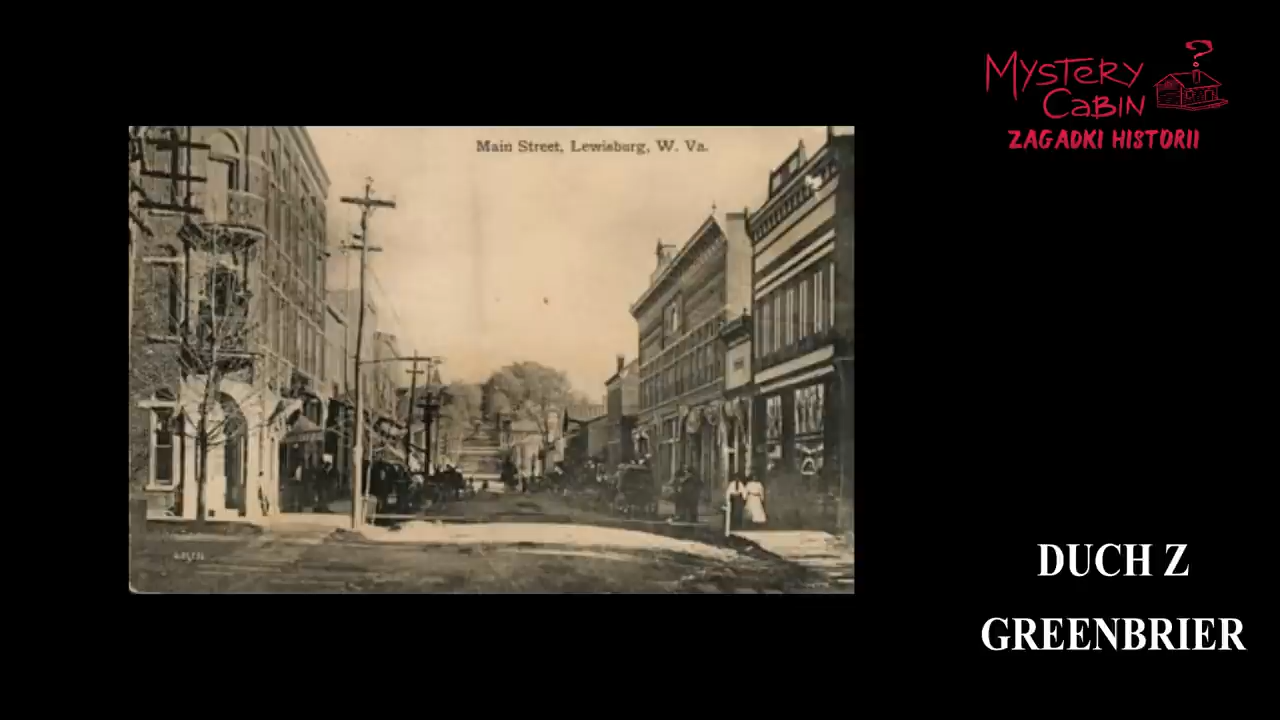 MYSTERY
CABIN
ZAGADKI HISTORII
Main Street, Lewisburg, W. Va.
DUCH Z
GREENBRIER